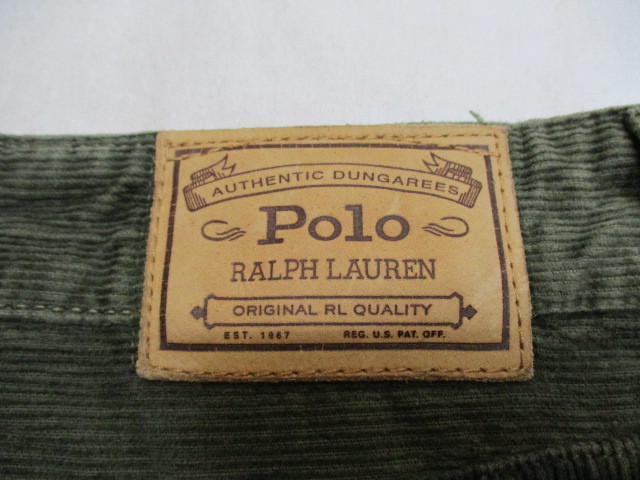 AUTHENTIC DUNGAREES
Polo
RALPH LAUREN
ORIGINAL RL QUALITY
EST. 1967 REG. U.S. PAT. OFF.